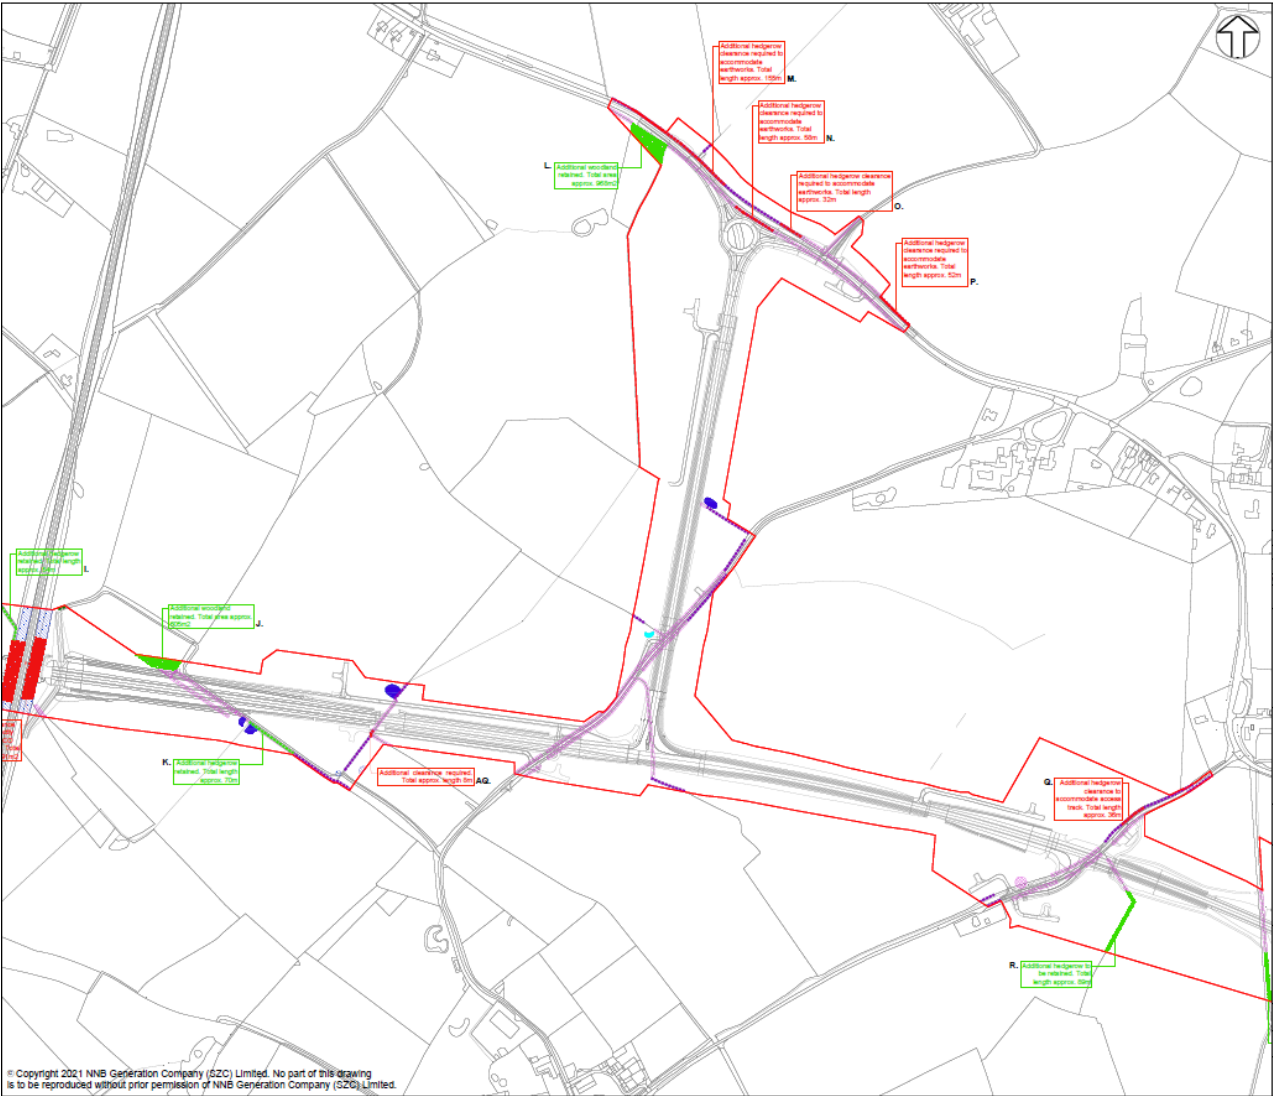 Additional hedgerow
clearance required to
accommodate
earthworks. Total
length approx.
M.
Additional hedgerow
clearance required to
accommodate
earthworks. Total
length approx. 58m
N.
L.
Additional woodland
retained. Total area
approx.
Additional hedgerow clearance
required to accommodate
earthworks. Total length
approx. 32m
O.
Additional hedgerow
clearance required to
accommodate
earthworks. Total
length approx. 52m
P.
Additional hedgerow
retained. Total length
approx.
I.
Additional woodland
retained. Total area approx.
J.
K.
Additional hedgerow
retained. Total length
approx. 70m
Additional clearance required.
Total approx. length 8m
AQ.
Q.
Additional hedgerow
clearance to
accommodate access
track. Total length
approx. 36m
R.
Additional hedgerow to
be retained. Total
length approx.
© Copyright 2021 NNB Generation Company (SZC) Limited. No part of this drawing
is to be reproduced without prior permission of NNB Generation Company (SZC) Limited.